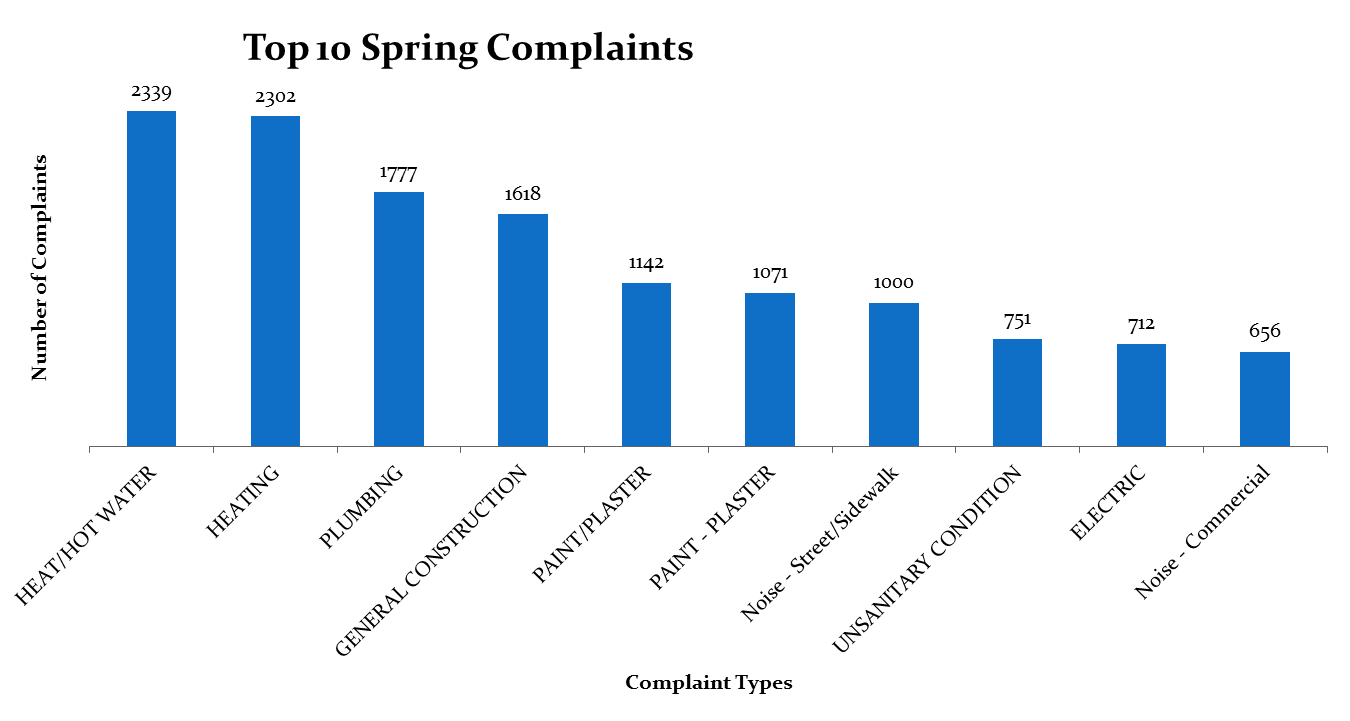 Top 10 Spring Complaints
Number of Complaints
2339
2302
1777
1618
1142
1071
1000
751
712
656
HEAT/HOT WATER
HEATING
PLUMBING
GENERAL CONSTRUCTION
PAINT/PLASTER
PAINT - PLASTER
Noise - Street/Sidewalk
UNSANITARY CONDITION
ELECTRIC
Noise - Commercial
Complaint Types